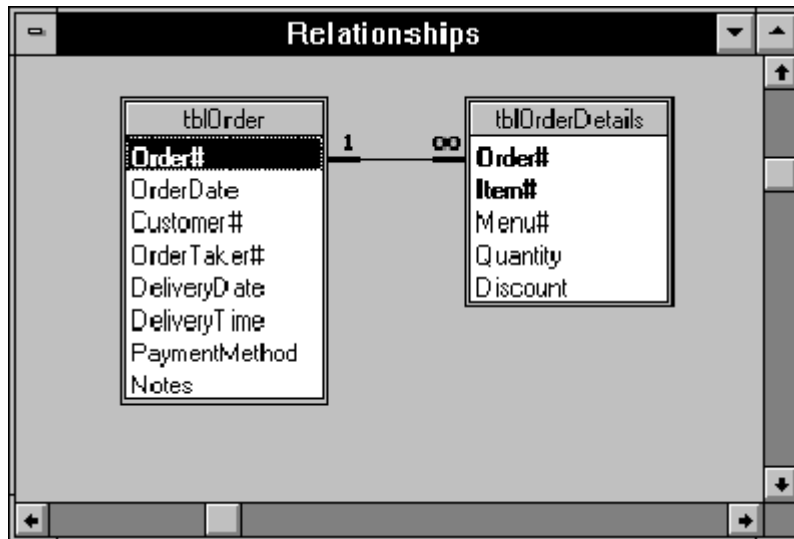 Relationships
tblOrder
Order#
OrderDate
Customer#
OrderTaker#
DeliveryDate
DeliveryTime
PaymentMethod
Notes
1 ∞
tblOrderDetails
Order#
Item#
Menu#
Quantity
Discount